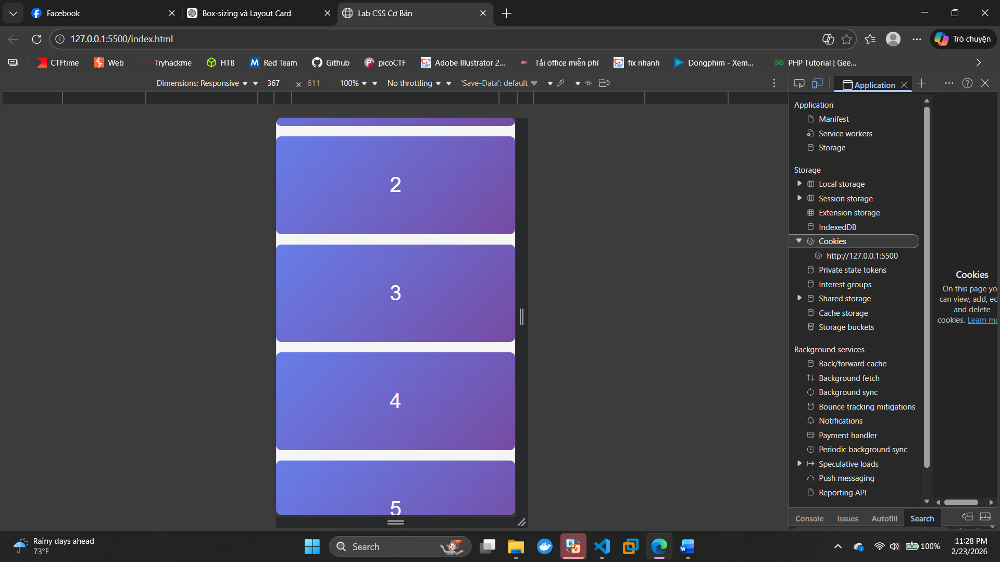 Facebook
Box-sizing và Layout Card
Lab CSS Cơ Bản
127.0.0.1:5500/index.html
Trò chuyện
CTFtime
Web
Tryhackme
HTB
Red Team
Github
picoCTF
Adobe Illustrator 2...
Tải office miễn phí
fix nhanh
Dongphim - Xem...
PHP Tutorial | Gee...
Dimensions: Responsive
367
×
611
100%
No throttling
'Save-Data': default
Application
Application
Manifest
Service workers
Storage
Storage
Local storage
Session storage
Extension storage
IndexedDB
Cookies
http://127.0.0.1:5500
Private state tokens
Interest groups
Shared storage
Cache storage
Storage buckets
Background services
Back/forward cache
Background fetch
Background sync
Bounce tracking mitigations
Notifications
Payment handler
Periodic background sync
Speculative loads
Push messaging
Reporting API
Cookies
On this page yo
can view, add, ed
and delete
cookies. Learn mo
2
3
4
5
Console
Issues
Autofill
Search
Rainy days ahead
73°F
Search
100%
11:28 PM
2/23/2026